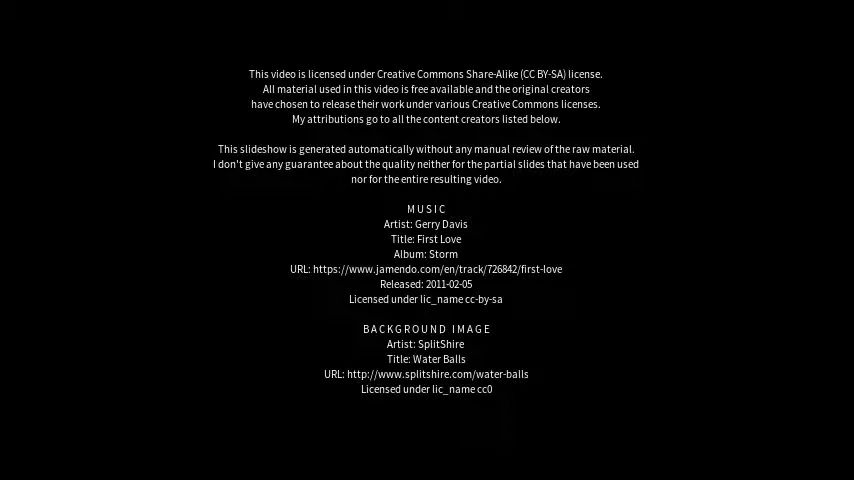 This video is licensed under Creative Commons Share-Alike (CC BY-SA) license.
All material used in this video is free available and the original creators
have chosen to release their work under various Creative Commons licenses.
My attributions go to all the content creators listed below.
This slideshow is generated automatically without any manual review of the raw material.
I don't give any guarantee about the quality neither for the partial slides that have been used
nor for the entire resulting video.
MUSIC
Artist: Gerry Davis
Title: First Love
Album: Storm
URL: https://www.jamendo.com/en/track/726842/first-love
Released: 2011-02-05
Licensed under lic_name cc-by-sa
BACKGROUND IMAGE
Artist: SplitShire
Title: Water Balls
URL: http://www.splitshire.com/water-balls
Licensed under lic_name cc0